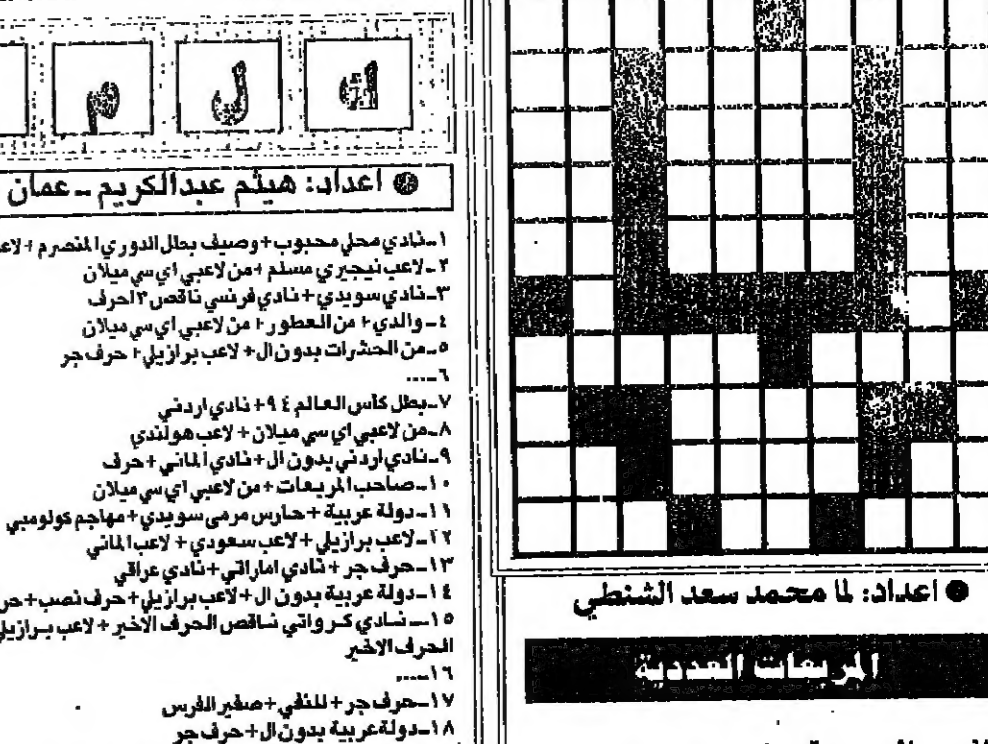 ك ل م
● اعداد: هيثم عبدالكريم ـ عمان
١ـ نادي محلي محبوب + وصيف بطل الدوري المنصرم +
٢ـ لاعب نيجيري مسلم + من لاعبي اي سي ميلان
٣ـ نادي سويدي + نادي فرنسي ناقص ٣ احرف
٤ـ والدي + من العطور + من لاعبي اي سي ميلان
٥ـ من الحشرات بدون ال + لاعب برازيلي + حرف جر
٦ـ ...
٧ـ بطل كأس العالم ٩٤ + نادي اردني
٨ـ من لاعبي اي سي ميلان + لاعب هولندي
٩ـ نادي اردني بدون ال + نادي الماني + حرف
١٠ـ صاحب المربعات + من لاعبي اي سي ميلان
١١ـ دولة عربية + حارس مرمى سويدي + مهاجم كولومبي
١٢ـ لاعب برازيلي + لاعب سعودي + لاعب الماني
١٣ـ حرف جر + نادي اماراتي + نادي عراقي
١٤ـ دولة عربية بدون ال + لاعب برازيلي + حرف نصب +
١٥ـ نادي كرواتي ناقص الحرف الاخير + لاعب برازيلي
الحرف الاخير
١٦ـ ....
١٧ـ حرف جر + للنفي + صغير الفرس
١٨ـ دولة عربية بدون ال + حرف جر
● اعداد: لما محمد سعد الشنطي
المربعات العددية